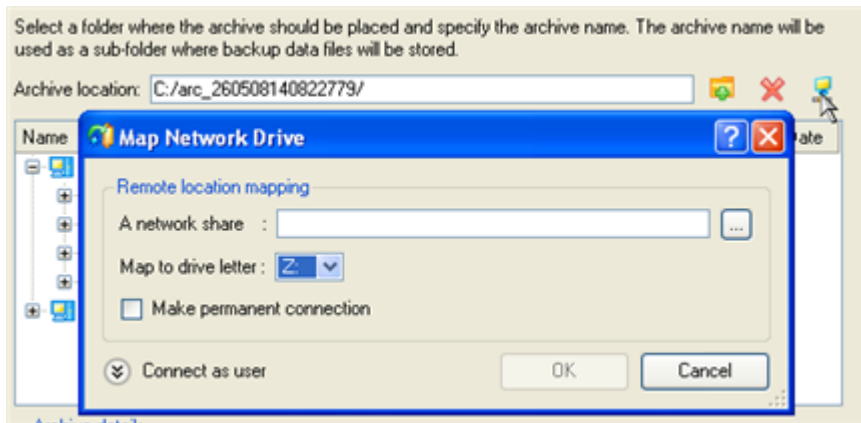 Select a folder where the archive should be placed and specify the archive name. The archive name will be
used as a sub-folder where backup data files will be stored.
Archive location: C:/arc_260508140822779/
Name
Map Network Drive
ate
Remote location mapping
A network share :
...
Map to drive letter : Z:
Make permanent connection
Connect as user
OK
Cancel